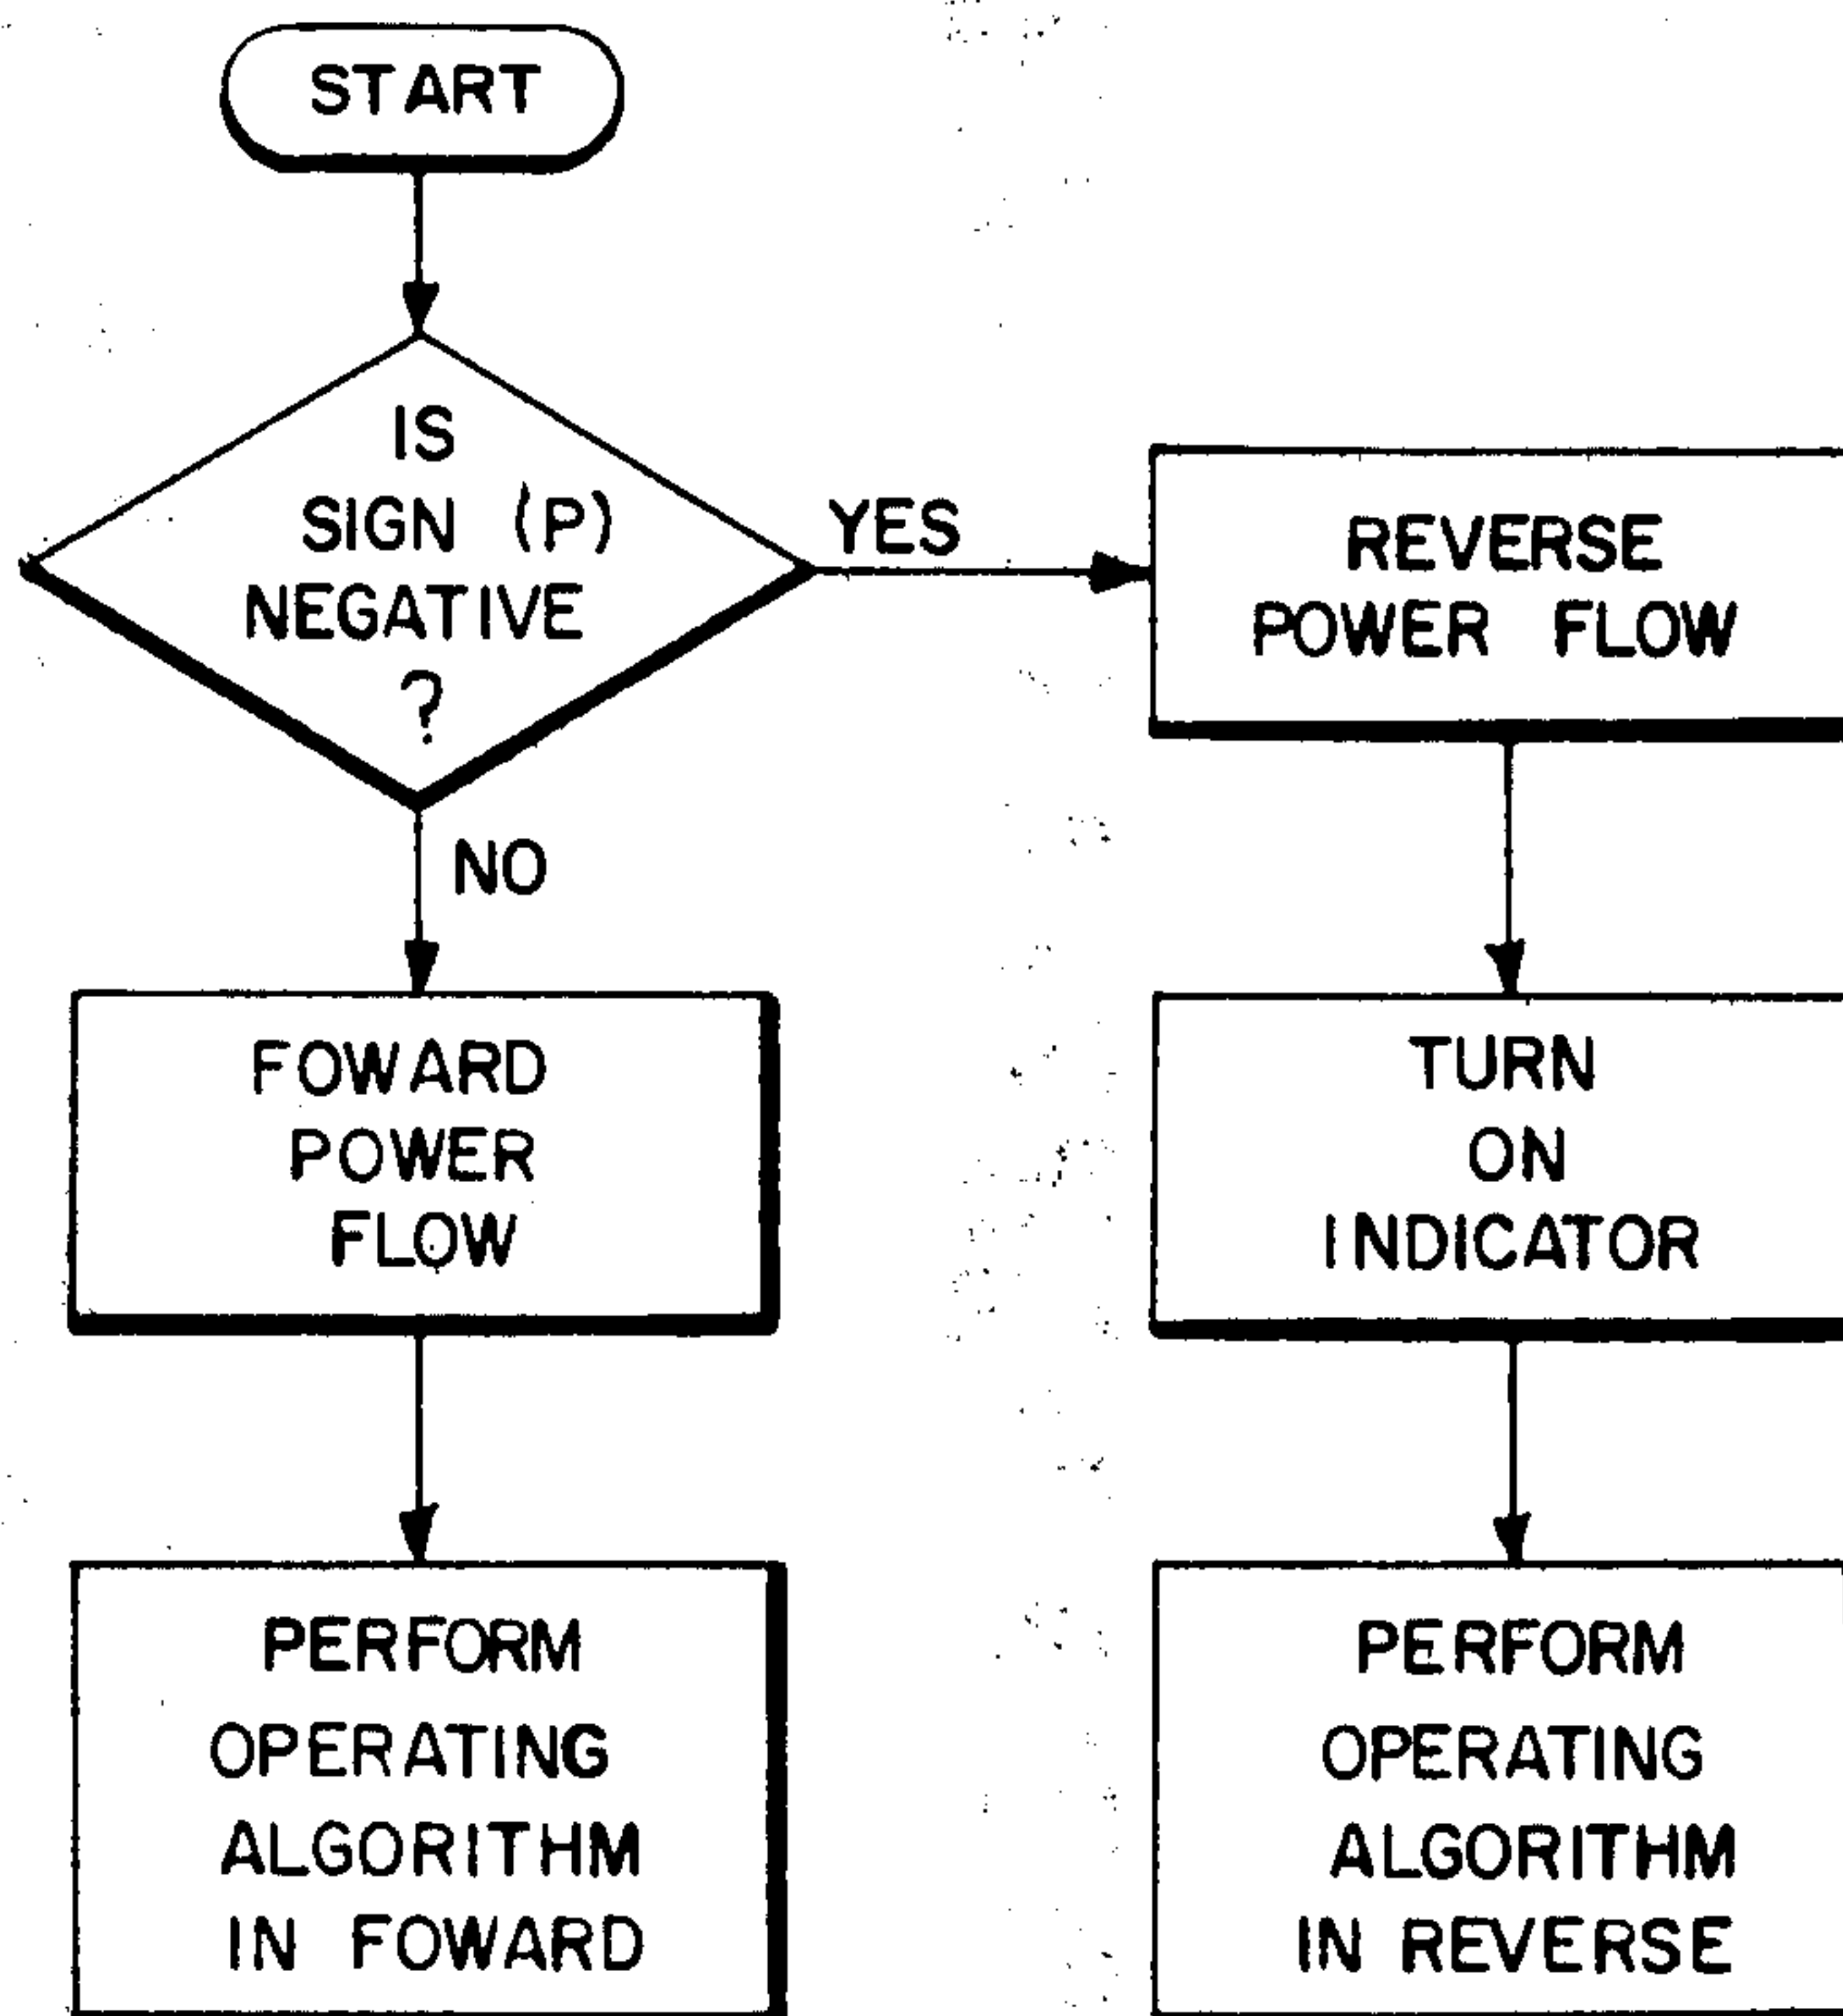 START
IS
SIGN (P)
NEGATIVE
?
YES
NO
REVERSE
POWER FLOW
FOWARD
POWER
FLOW
TURN
ON
INDICATOR
PERFORM
OPERATING
ALGORITHM
IN FOWARD
PERFORM
OPERATING
ALGORITHM
IN REVERSE